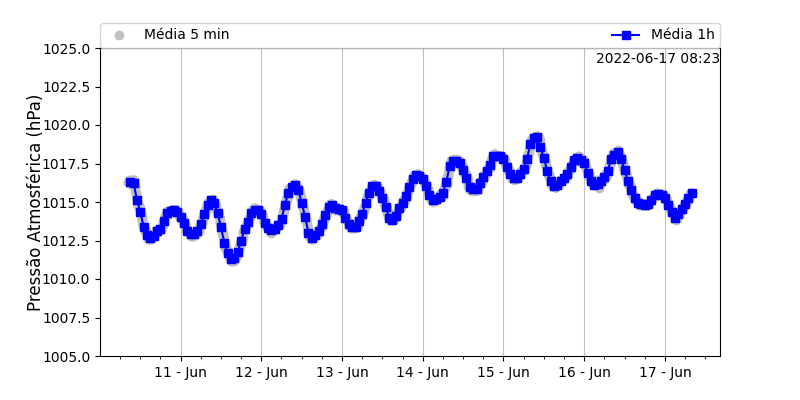 Média 5 min
Média 1h
2022-06-17 08:23
Pressão Atmosférica (hPa)
1025.0
1022.5
1020.0
1017.5
1015.0
1012.5
1010.0
1007.5
1005.0
11 - Jun
12 - Jun
13 - Jun
14 - Jun
15 - Jun
16 - Jun
17 - Jun